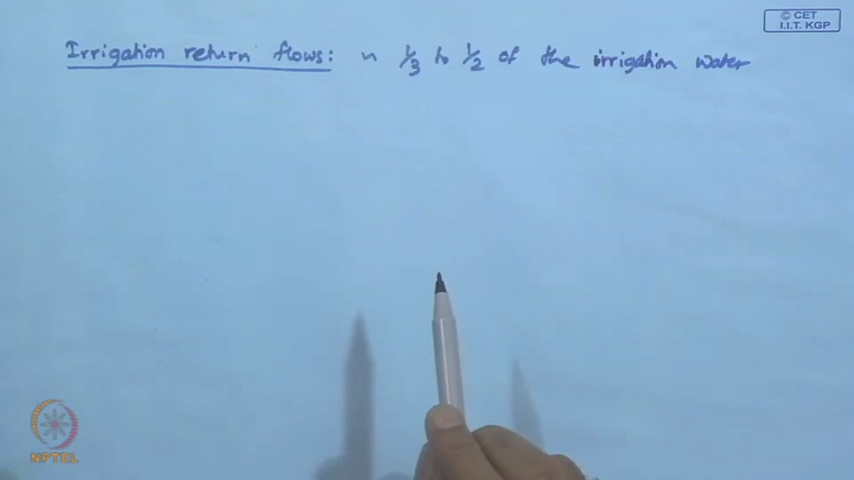 © CET
I.I.T. KGP
Irrigation return flows: ~ 1/3 to 1/2 of the irrigation water
NPTEL